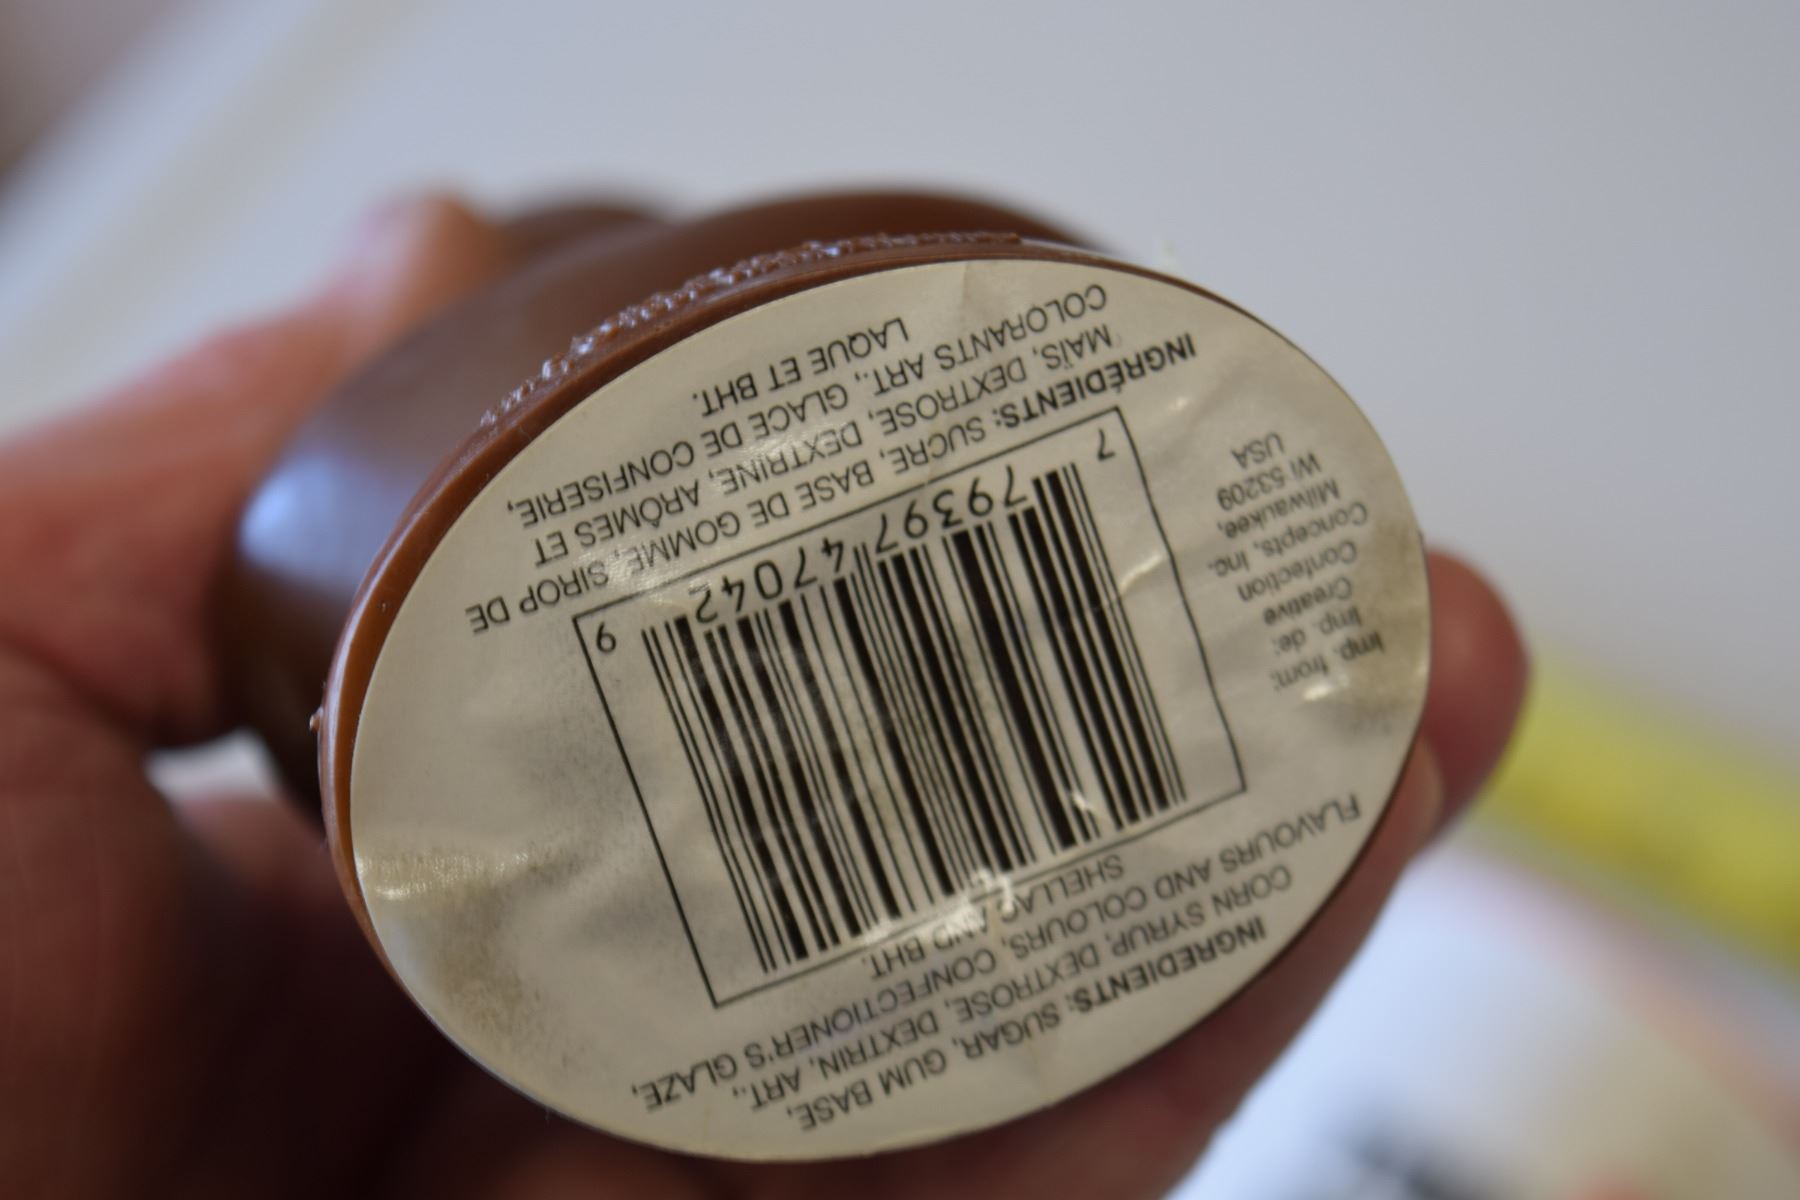 INGREDIENTS: SUGAR, GUM BASE,
CORN SYRUP, DEXTROSE, DEXTRIN, ART.,
FLAVOURS AND COLOURS, CONFECTIONER'S GLAZE,
SHELLAC AND BHT.
Imp. from:
Imp. de:
Creative
Confection
Concepts, Inc.
Milwaukee,
WI 53209
USA
7 79397 47042 9
INGRÉDIENTS: SUCRE, BASE DE GOMME, SIROP DE
MAÏS, DEXTROSE, DEXTRINE, ARÔMES ET
COLORANTS ART., GLACE DE CONFISERIE,
LAQUE ET BHT.